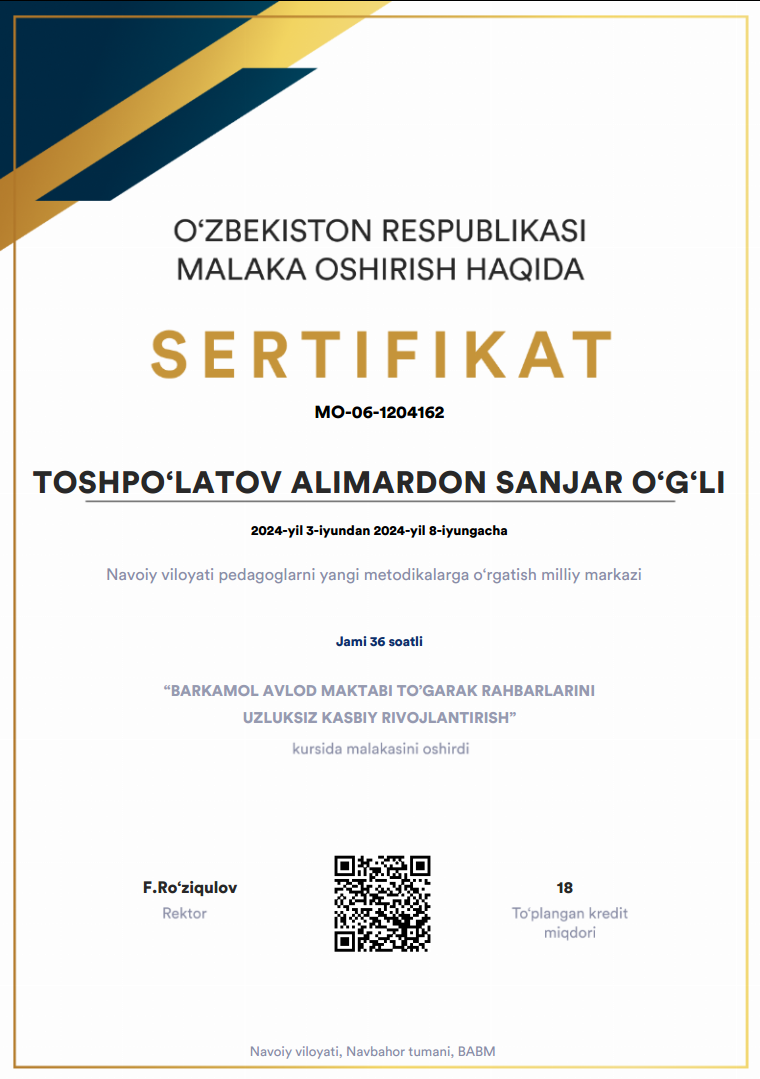 O‘ZBEKISTON RESPUBLIKASI
MALAKA OSHIRISH HAQIDA
SERTIFIKAT
MO-06-1204162
TOSHPO‘LATOV ALIMARDON SANJAR O‘G‘LI
2024-yil 3-iyundan 2024-yil 8-iyungacha
Navoiy viloyati pedagoglarni yangi metodikalarga o‘rgatish milliy markazi
Jami 36 soatli
“BARKAMOL AVLOD MAKTABI TO’GARAK RAHBARLARINI
UZLUKSIZ KASBIY RIVOJLANTIRISH”
kursida malakasini oshirdi
F.Ro‘ziqulov
Rektor
18
To‘plangan kredit
miqdori
Navoiy viloyati, Navbahor tumani, BABM